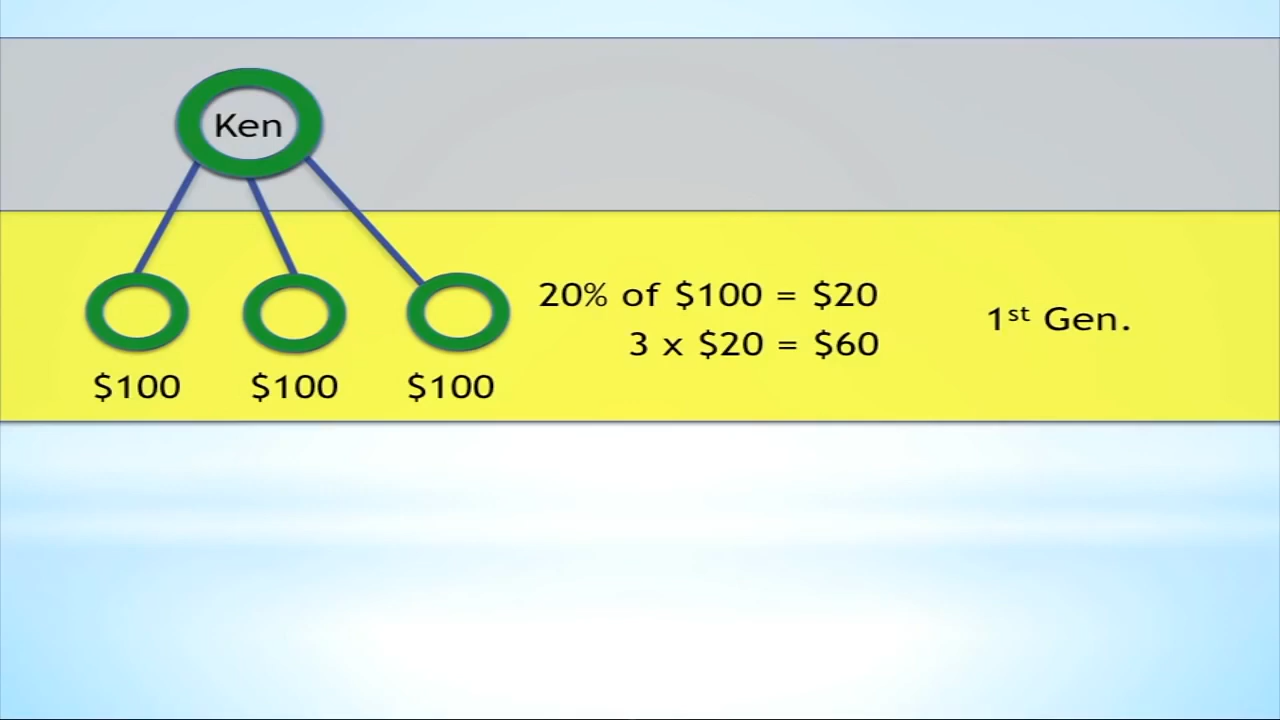 Ken
20% of $100 = $20
3 x $20 = $60
1st Gen.
$100 $100 $100